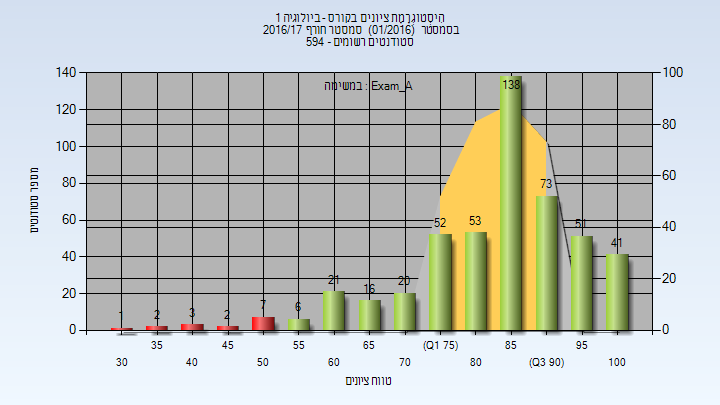 היסטוגרמת ציונים בקורס - ביולוגיה 1
בסמסטר (01/2016) סמסטר חורף 2016/17
סטודנטים רשומים - 594
במשימה : Exam_A
140 120 100 80 60 40 20 0
100 80 60 40 20 0
מספר סטודנטים
1 2 3 2 7 6 21 16 20 52 53 138 73 51 41
35 45 55 65 (Q1 75) 85 95
30 40 50 60 70 80 (Q3 90) 100
טווח ציונים